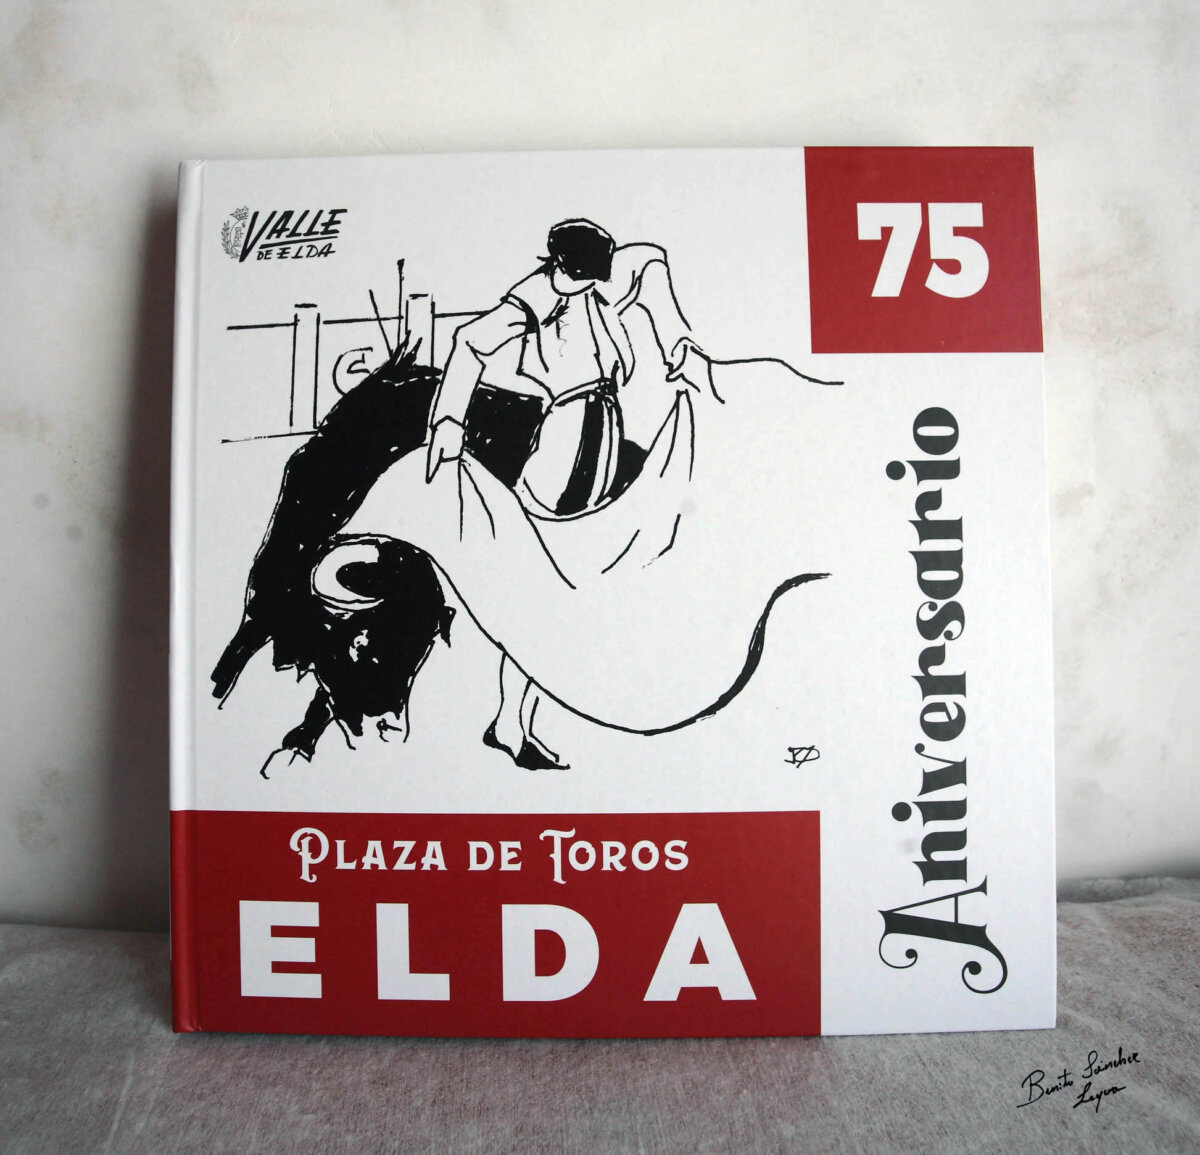 VALLE
DE ELDA
75
Aniversario
PLAZA DE TOROS
ELDA
Benito Sánchez
Leyva